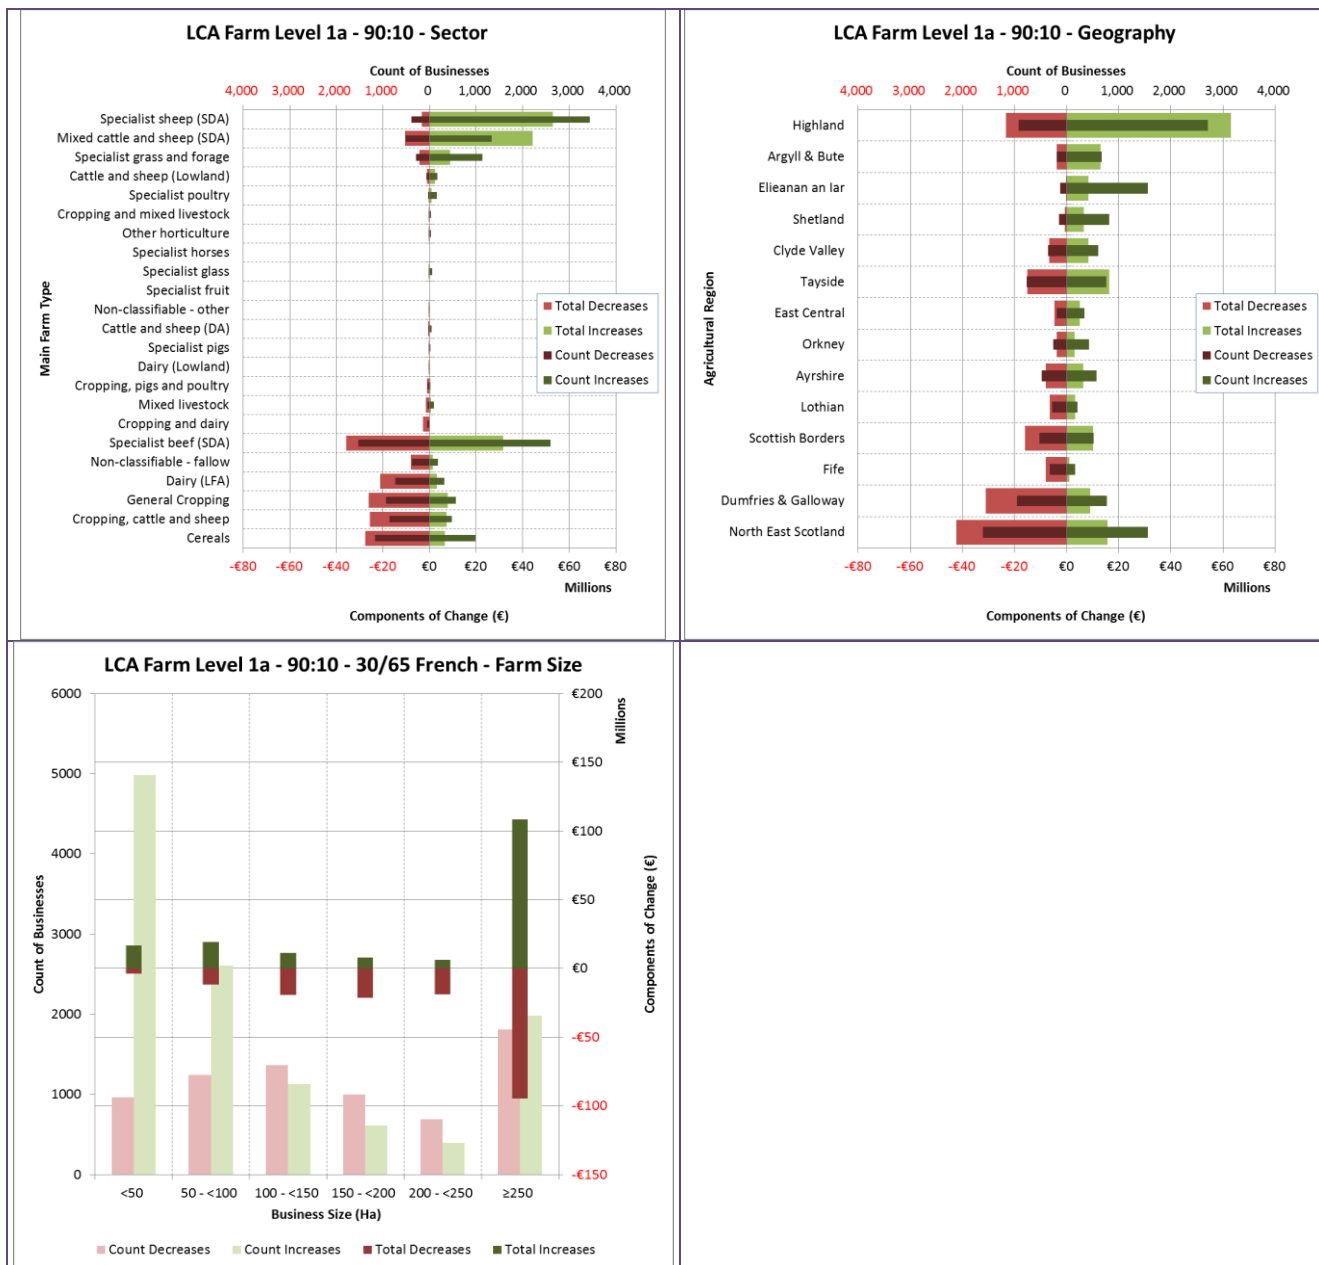 LCA Farm Level 1a - 90:10 - Sector
Count of Businesses
4,000 3,000 2,000 1,000 0 1,000 2,000 3,000 4,000
Main Farm Type
Specialist sheep (SDA)
Mixed cattle and sheep (SDA)
Specialist grass and forage
Cattle and sheep (Lowland)
Specialist poultry
Cropping and mixed livestock
Other horticulture
Specialist horses
Specialist glass
Specialist fruit
Non-classifiable - other
Cattle and sheep (DA)
Specialist pigs
Dairy (Lowland)
Cropping, pigs and poultry
Mixed livestock
Cropping and dairy
Specialist beef (SDA)
Non-classifiable - fallow
Dairy (LFA)
General Cropping
Cropping, cattle and sheep
Cereals
Total Decreases
Total Increases
Count Decreases
Count Increases
-€80 -€60 -€40 -€20 €0 €20 €40 €60 €80
Millions
Components of Change (€)
LCA Farm Level 1a - 90:10 - Geography
Count of Businesses
4,000 3,000 2,000 1,000 0 1,000 2,000 3,000 4,000
Agricultural Region
Highland
Argyll & Bute
Elieanan an Iar
Shetland
Clyde Valley
Tayside
East Central
Orkney
Ayrshire
Lothian
Scottish Borders
Fife
Dumfries & Galloway
North East Scotland
Total Decreases
Total Increases
Count Decreases
Count Increases
-€80 -€60 -€40 -€20 €0 €20 €40 €60 €80
Millions
Components of Change (€)
LCA Farm Level 1a - 90:10 - 30/65 French - Farm Size
Count of Businesses
6000
5000
4000
3000
2000
1000
0
€200
€150
€100
€50
€0
-€50
-€100
-€150
Millions
Components of Change (€)
<50 50 - <100 100 - <150 150 - <200 200 - <250 ≥250
Business Size (Ha)
Count Decreases Count Increases Total Decreases Total Increases